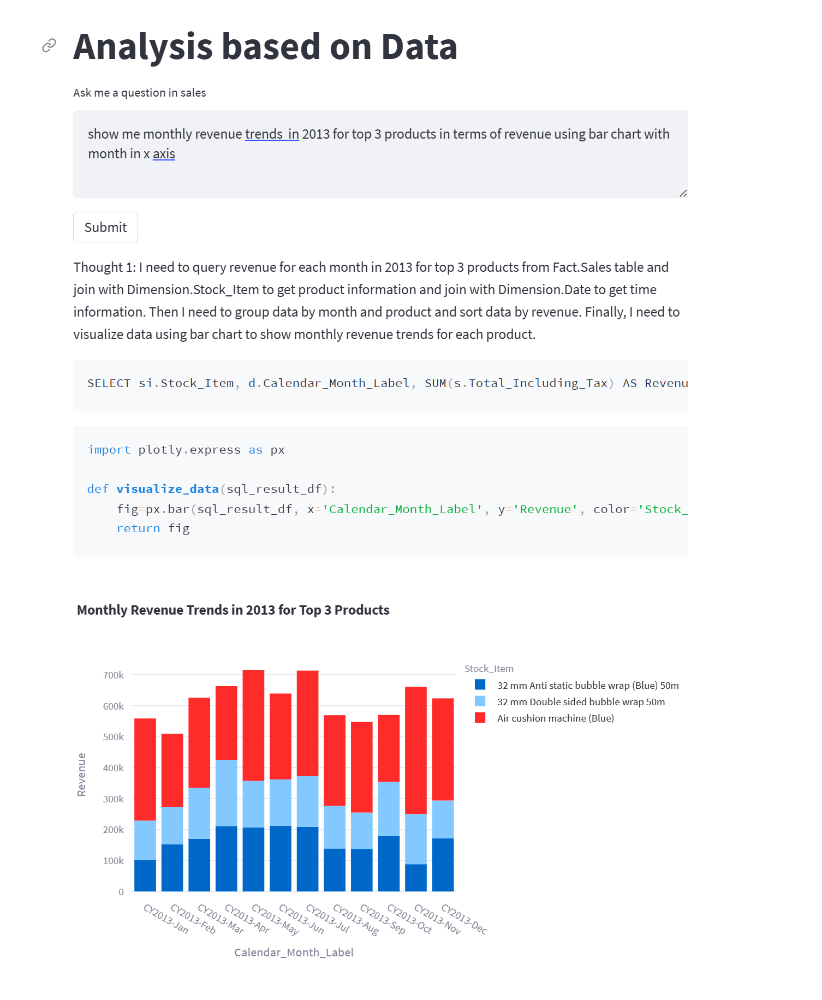 Analysis based on Data
Ask me a question in sales
show me monthly revenue trends  in 2013 for top 3 products in terms of revenue using bar chart with
month in x axis
Submit
Thought 1: I need to query revenue for each month in 2013 for top 3 products from Fact.Sales table and
join with Dimension.Stock_Item to get product information and join with Dimension.Date to get time
information. Then I need to group data by month and product and sort data by revenue. Finally, I need to
visualize data using bar chart to show monthly revenue trends for each product.
SELECT si.Stock_Item, d.Calendar_Month_Label, SUM(s.Total_Including_Tax) AS Revenu
import plotly.express as px
def visualize_data(sql_result_df):
    fig=px.bar(sql_result_df, x='Calendar_Month_Label', y='Revenue', color='Stock_
    return fig
Monthly Revenue Trends in 2013 for Top 3 Products
Stock_Item
32 mm Anti static bubble wrap (Blue) 50m
32 mm Double sided bubble wrap 50m
Air cushion machine (Blue)
Revenue
700k
600k
500k
400k
300k
200k
100k
0
CY2013-Jan
CY2013-Feb
CY2013-Mar
CY2013-Apr
CY2013-May
CY2013-Jun
CY2013-Jul
CY2013-Aug
CY2013-Sep
CY2013-Oct
CY2013-Nov
CY2013-Dec
Calendar_Month_Label